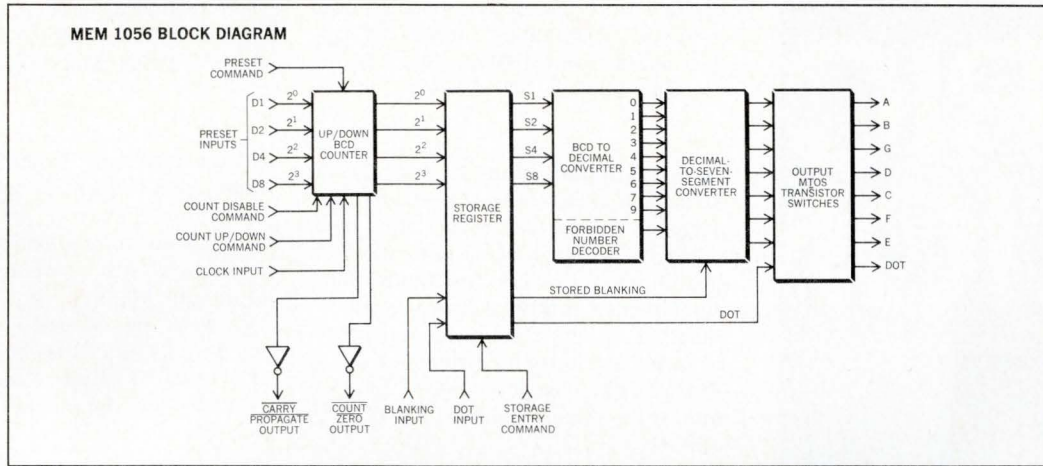 MEM 1056 BLOCK DIAGRAM
PRESET
COMMAND
PRESET
INPUTS
D1
D2
D4
D8
2⁰
2¹
2²
2³
UP/DOWN
BCD
COUNTER
COUNT DISABLE
COMMAND
COUNT UP/DOWN
COMMAND
CLOCK INPUT
2⁰
2¹
2²
2³
STORAGE
REGISTER
S1
S2
S4
S8
BCD TO
DECIMAL
CONVERTER
0
1
2
3
4
5
6
7
9
FORBIDDEN
NUMBER
DECODER
DECIMAL-
TO-SEVEN-
SEGMENT
CONVERTER
OUTPUT
MTOS
TRANSISTOR
SWITCHES
A
B
G
D
C
F
E
DOT
STORED BLANKING
DOT
CARRY
PROPAGATE
OUTPUT
COUNT
ZERO
OUTPUT
BLANKING
INPUT
DOT
INPUT
STORAGE
ENTRY
COMMAND